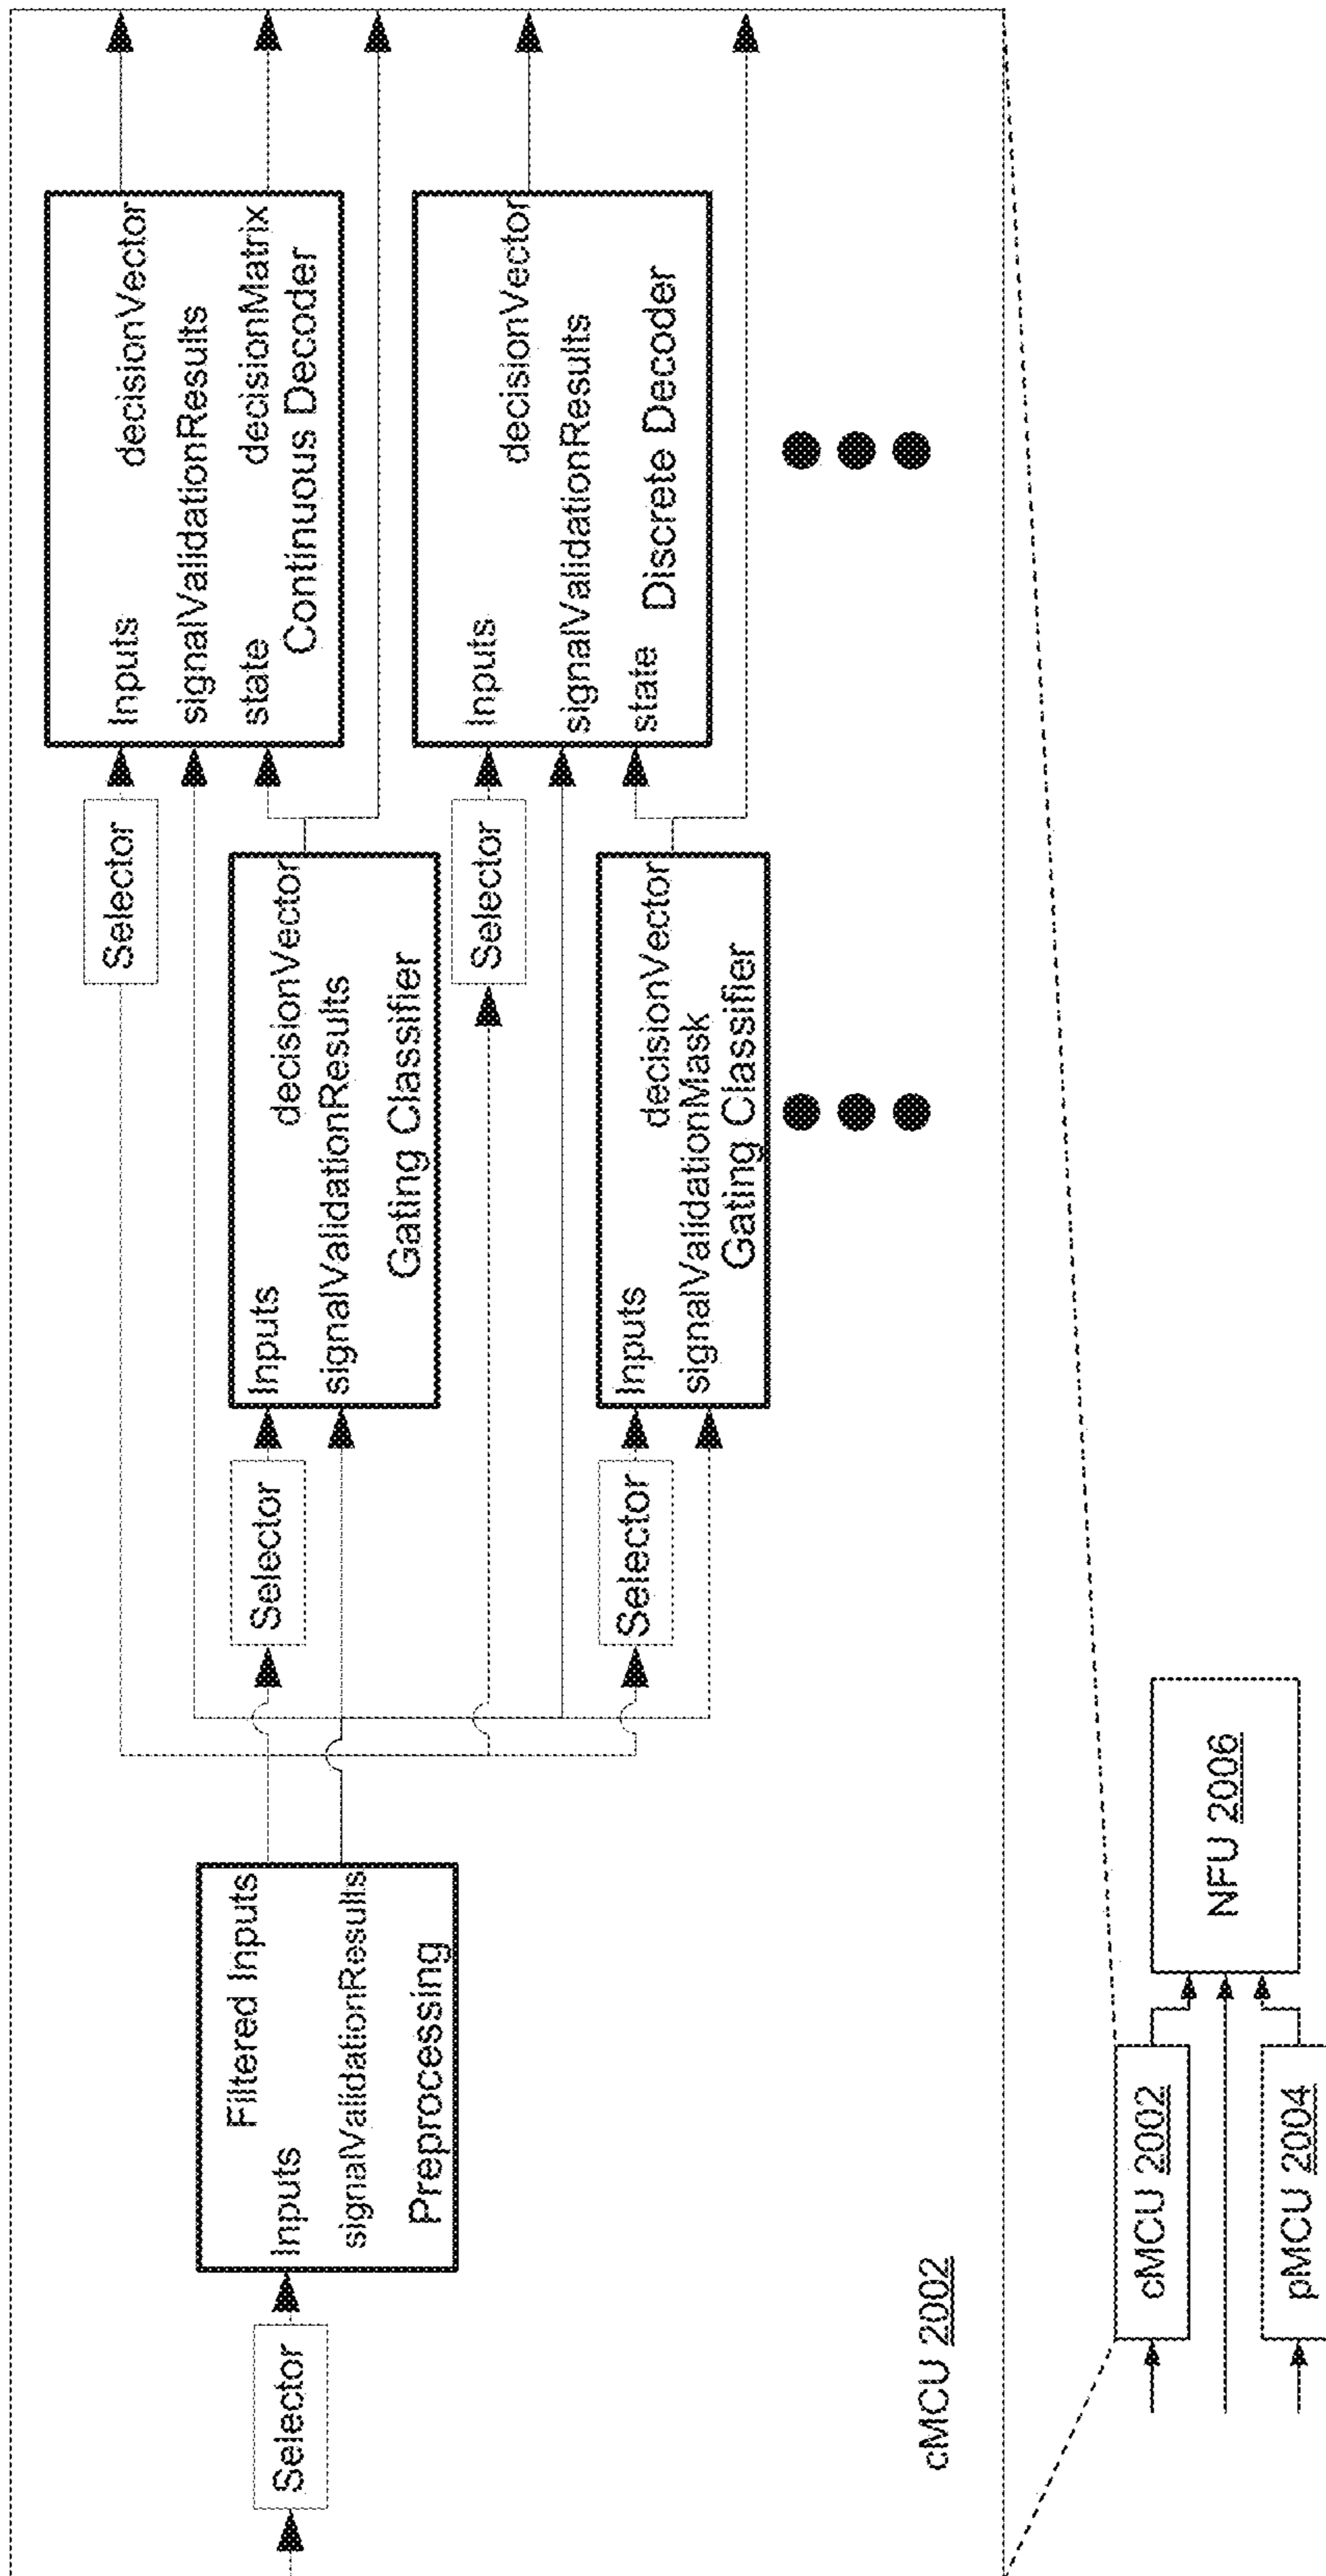 Selector
Inputs
Filtered Inputs
signalValidationResults
Preprocessing
Selector
Inputs
decisionVector
signalValidationResults
Gating Classifier
Selector
Inputs
decisionVector
signalValidationMask
Gating Classifier
Selector
Inputs
decisionVector
signalValidationResults
state
decisionMatrix
Continuous Decoder
Selector
Inputs
decisionVector
signalValidationResults
state
Discrete Decoder
cMCU 2002
cMCU 2002
pMCU 2004
NFU 2006